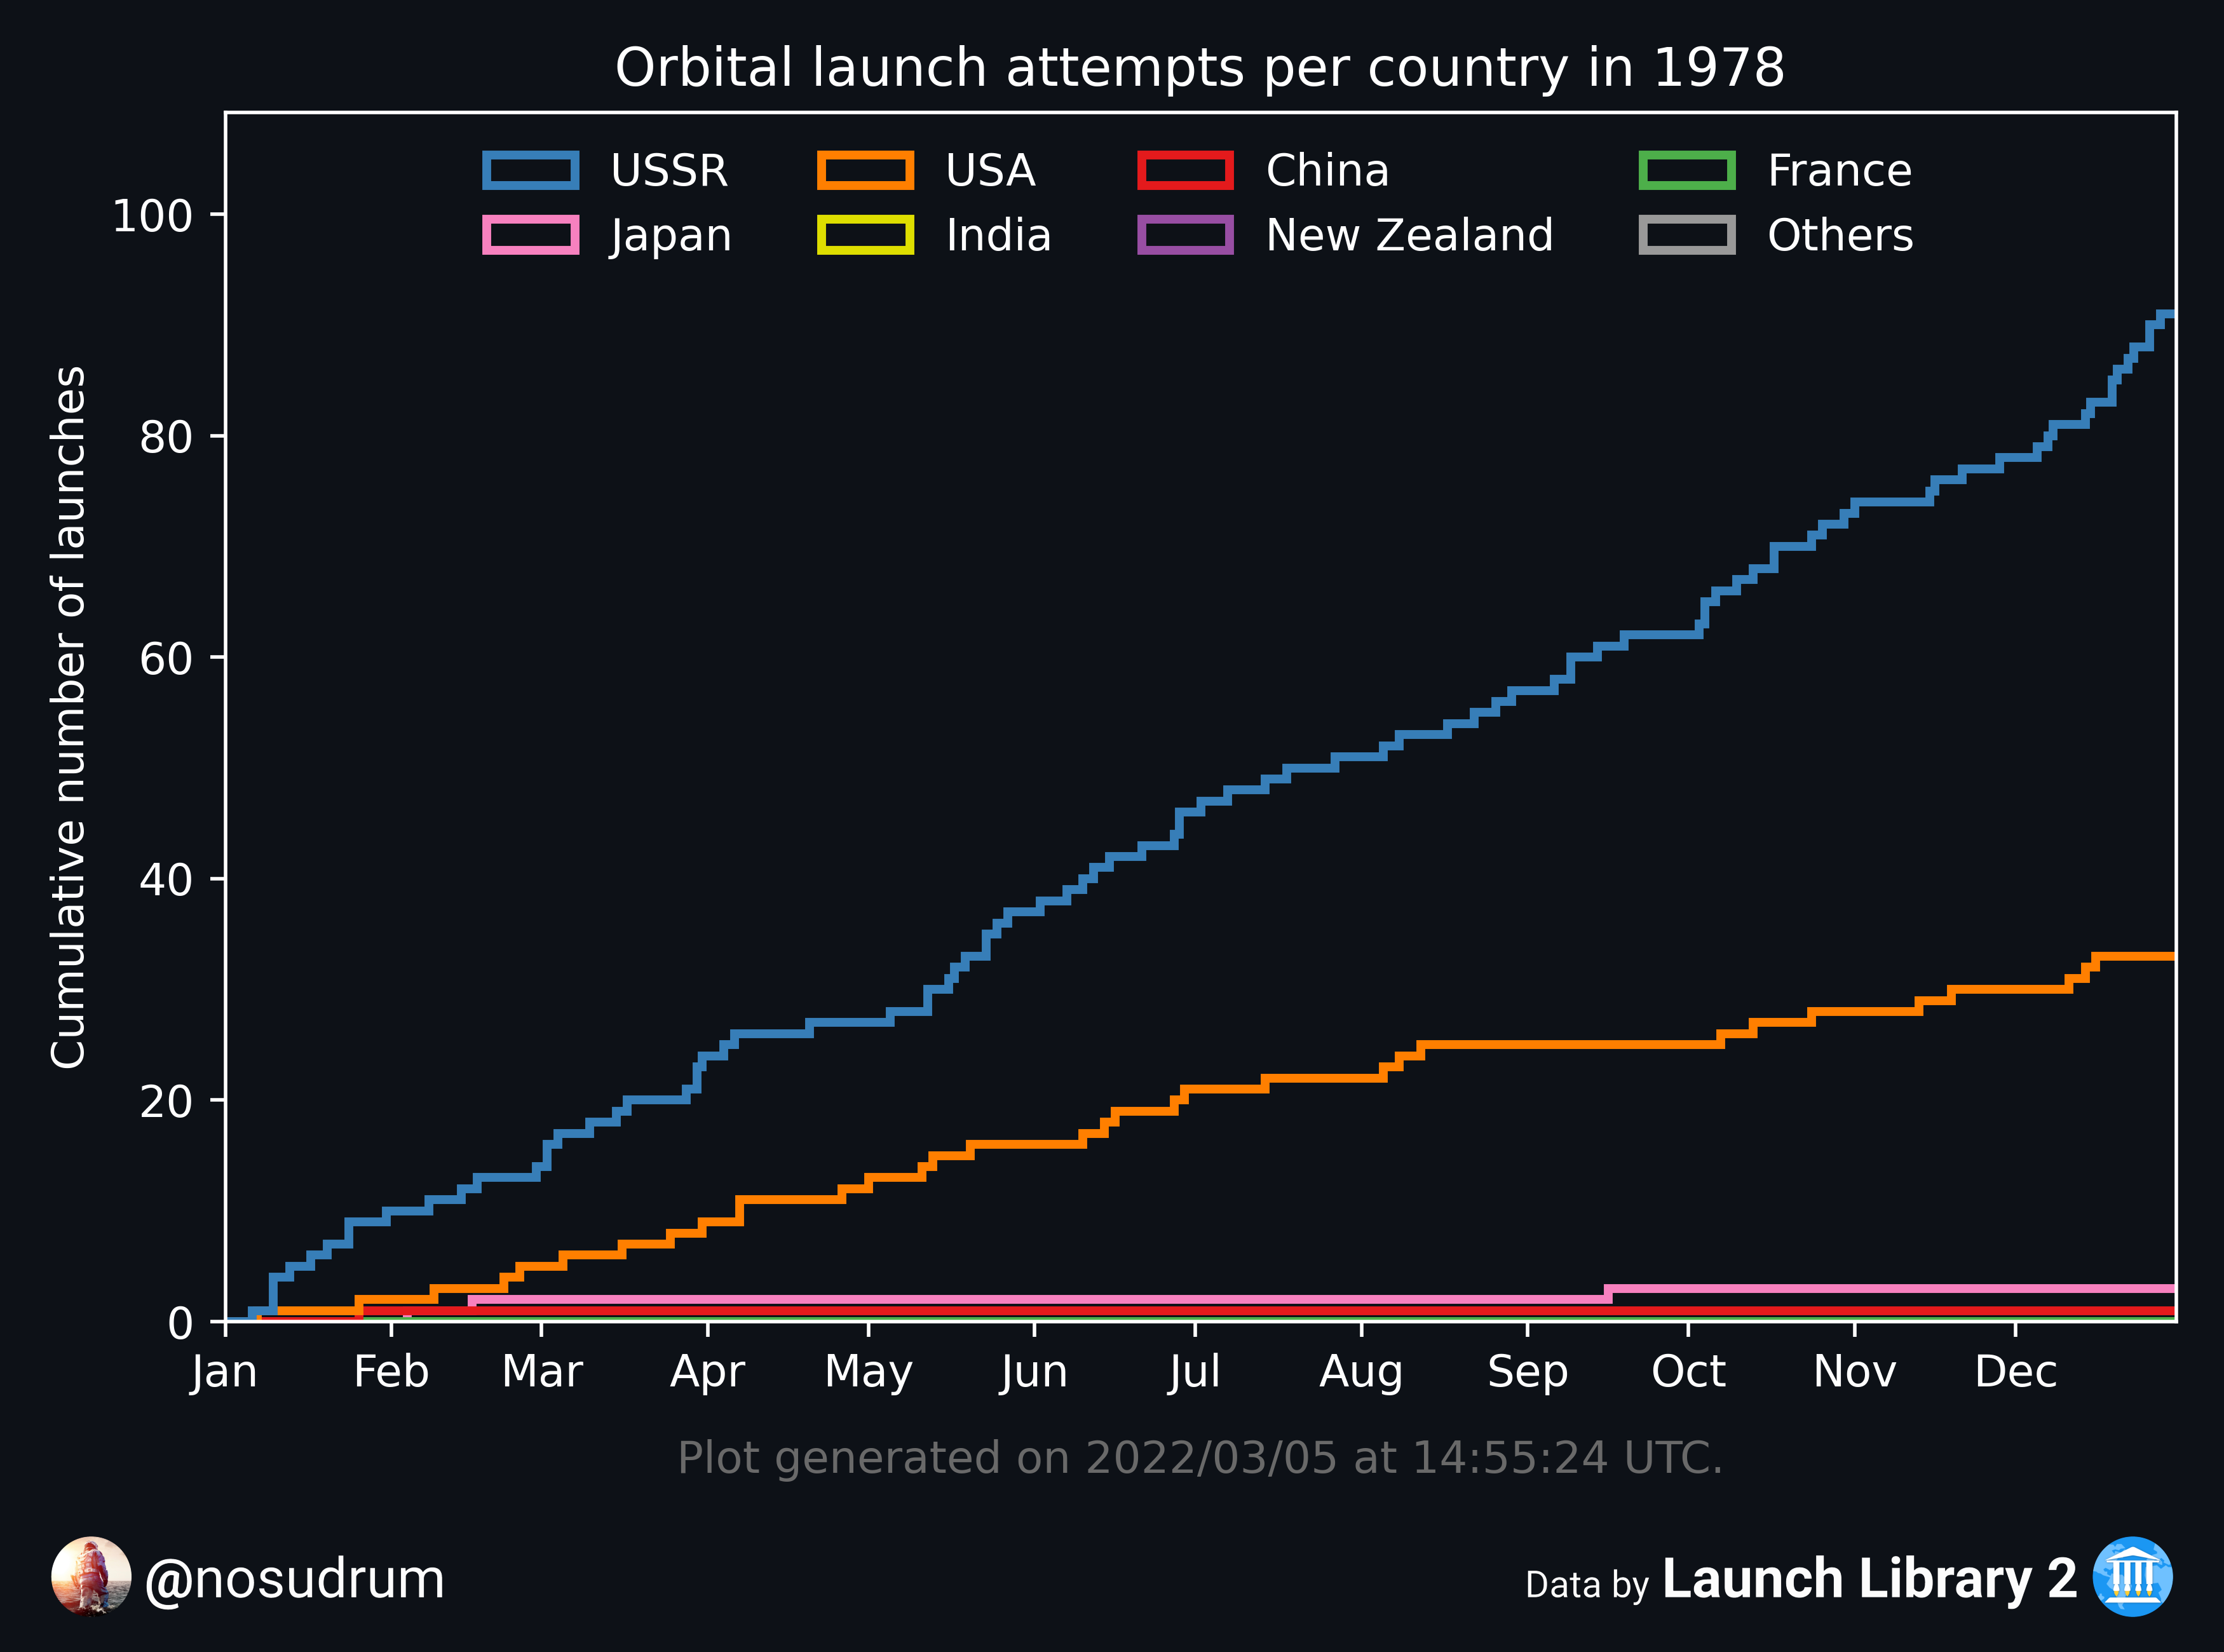 Orbital launch attempts per country in 1978
USSR USA China France
Japan India New Zealand Others
Cumulative number of launches
100
80
60
40
20
0
Jan Feb Mar Apr May Jun Jul Aug Sep Oct Nov Dec
Plot generated on 2022/03/05 at 14:55:24 UTC.
@nosudrum
Data by Launch Library 2